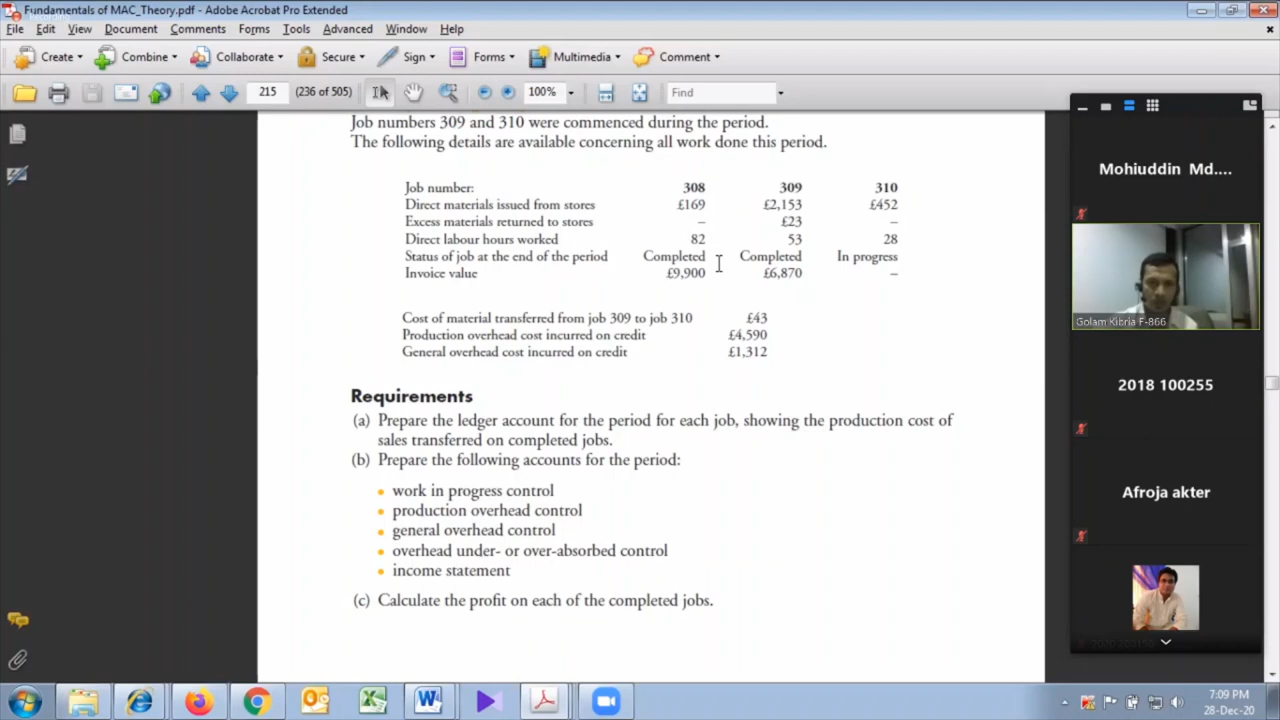 Fundamentals of MAC_Theory.pdf - Adobe Acrobat Pro Extended
File Edit View Document Comments Forms Tools Advanced Window Help
Create Combine Collaborate Secure Sign Forms Multimedia Comment
215 (236 of 505) 100% Find
Job numbers 309 and 310 were commenced during the period.
The following details are available concerning all work done this period.
Job number: 308 309 310
Direct materials issued from stores £169 £2,153 £452
Excess materials returned to stores – £23 –
Direct labour hours worked 82 53 28
Status of job at the end of the period Completed Completed In progress
Invoice value £9,900 £6,870 –
Cost of material transferred from job 309 to job 310 £43
Production overhead cost incurred on credit £4,590
General overhead cost incurred on credit £1,312
Requirements
(a) Prepare the ledger account for the period for each job, showing the production cost of
sales transferred on completed jobs.
(b) Prepare the following accounts for the period:
• work in progress control
• production overhead control
• general overhead control
• overhead under- or over-absorbed control
• income statement
(c) Calculate the profit on each of the completed jobs.
Mohiuddin Md....
Golam Kibria F-866
2018 100255
Afroja akter
7:09 PM
28-Dec-20